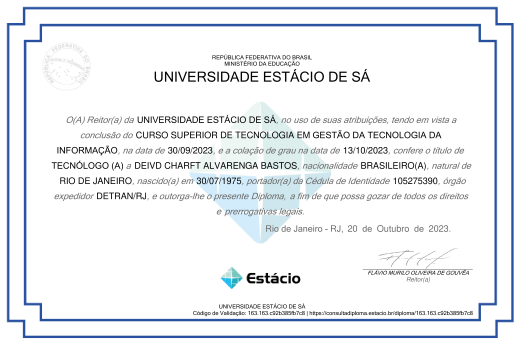 REPÚBLICA FEDERATIVA DO BRASIL
MINISTÉRIO DA EDUCAÇÃO
UNIVERSIDADE ESTÁCIO DE SÁ
O(A) Reitor(a) da UNIVERSIDADE ESTÁCIO DE SÁ, no uso de suas atribuições, tendo em vista a
conclusão do CURSO SUPERIOR DE TECNOLOGIA EM GESTÃO DA TECNOLOGIA DA
INFORMAÇÃO, na data de 30/09/2023, e a colação de grau na data de 13/10/2023, confere o título de
TECNÓLOGO (A) a DEIVD CHARFT ALVARENGA BASTOS, nacionalidade BRASILEIRO(A), natural de
RIO DE JANEIRO, nascido(a) em 30/07/1975, portador(a) da Cédula de Identidade 105275390, órgão
expedidor DETRAN/RJ, e outorga-lhe o presente Diploma, a fim de que possa gozar de todos os direitos
e prerrogativas legais.
Rio de Janeiro - RJ, 20 de Outubro de 2023.
Estácio
FLÁVIO MURILO OLIVEIRA DE GOUVÊA
Reitor(a)
UNIVERSIDADE ESTÁCIO DE SÁ
Código de Validação: 163.163.c92b385fb7c8 | https://consultadiploma.estacio.br/diploma/163.163.c92b385fb7c8